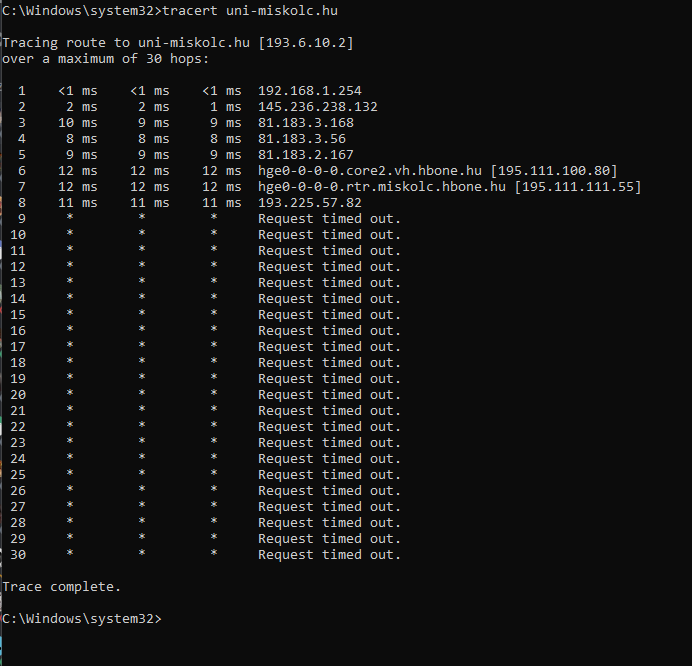 C:\Windows\system32>tracert uni-miskolc.hu
Tracing route to uni-miskolc.hu [193.6.10.2]
over a maximum of 30 hops:
1 <1 ms <1 ms <1 ms 192.168.1.254
2 2 ms 2 ms 1 ms 145.236.238.132
3 10 ms 9 ms 9 ms 81.183.3.168
4 8 ms 8 ms 8 ms 81.183.3.56
5 9 ms 9 ms 9 ms 81.183.2.167
6 12 ms 12 ms 12 ms hge0-0-0-0.core2.vh.hbone.hu [195.111.100.80]
7 12 ms 12 ms 12 ms hge0-0-0-0.rtr.miskolc.hbone.hu [195.111.111.55]
8 11 ms 11 ms 11 ms 193.225.57.82
9 * * * Request timed out.
10 * * * Request timed out.
11 * * * Request timed out.
12 * * * Request timed out.
13 * * * Request timed out.
14 * * * Request timed out.
15 * * * Request timed out.
16 * * * Request timed out.
17 * * * Request timed out.
18 * * * Request timed out.
19 * * * Request timed out.
20 * * * Request timed out.
21 * * * Request timed out.
22 * * * Request timed out.
23 * * * Request timed out.
24 * * * Request timed out.
25 * * * Request timed out.
26 * * * Request timed out.
27 * * * Request timed out.
28 * * * Request timed out.
29 * * * Request timed out.
30 * * * Request timed out.
Trace complete.
C:\Windows\system32>